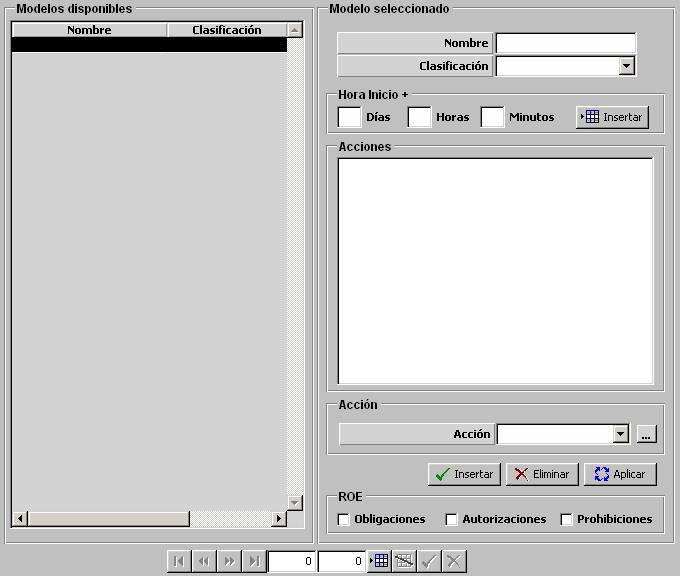 Modelos disponibles
Nombre Clasificación
Modelo seleccionado
Nombre
Clasificación
Hora Inicio +
Días Horas Minutos Insertar
Acciones
Acción
Acción ...
Insertar Eliminar Aplicar
ROE
Obligaciones Autorizaciones Prohibiciones
0 0